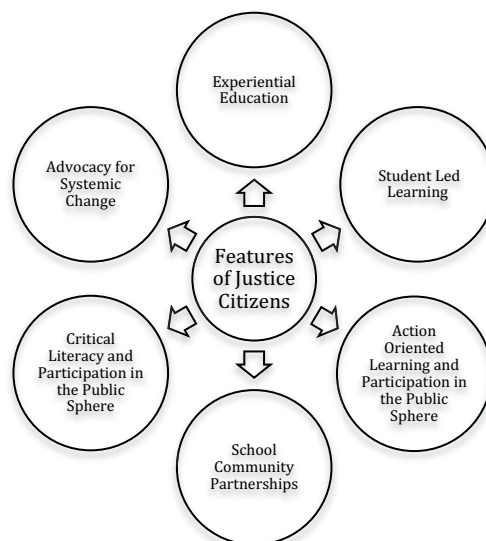 Experiential
Education
Advocacy for
Systemic
Change
Student Led
Learning
Features
of Justice
Citizens
Critical
Literacy and
Participation in
the Public
Sphere
Action
Oriented
Learning and
Participation in
the Public
Sphere
School
Community
Partnerships